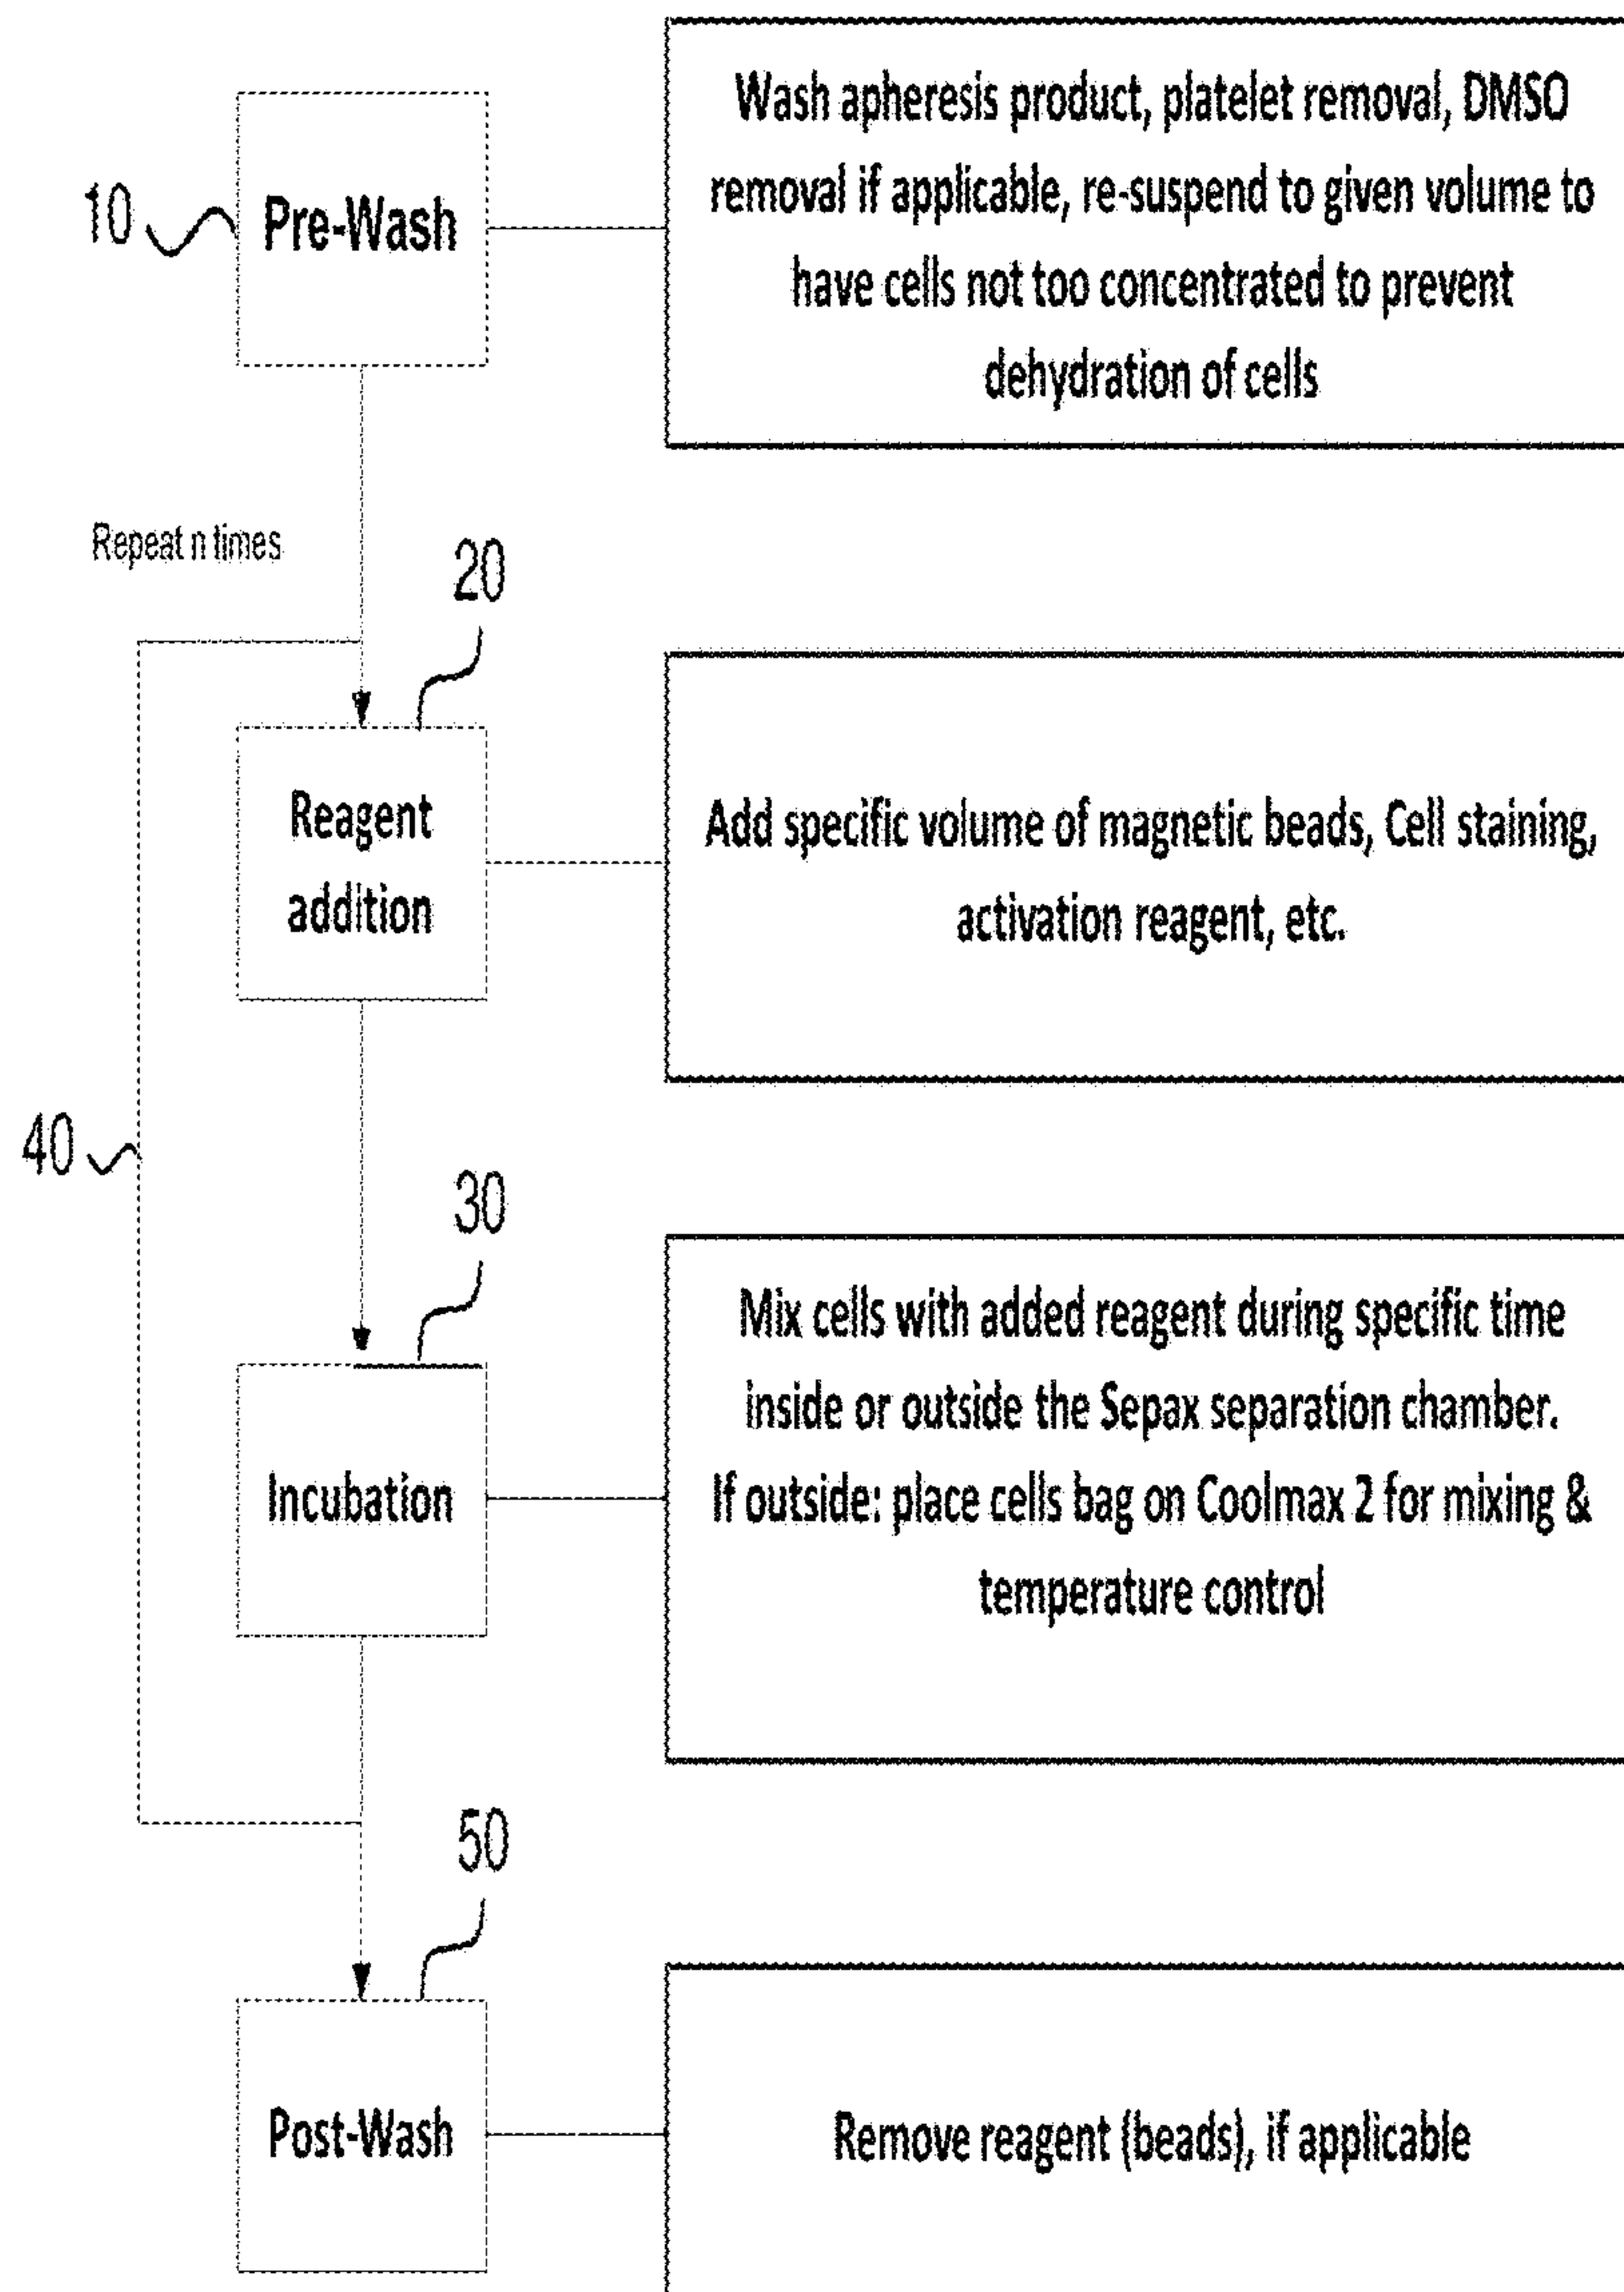 Wash apheresis product, platelet removal, DMSO
removal if applicable, re-suspend to given volume to
have cells not too concentrated to prevent
dehydration of cells
10
Pre-Wash
Repeat n times
20
Reagent
addition
Add specific volume of magnetic beads, Cell staining,
activation reagent, etc.
40
30
Incubation
Mix cells with added reagent during specific time
inside or outside the Sepax separation chamber.
If outside: place cells bag on Coolmax 2 for mixing &
temperature control
50
Post-Wash
Remove reagent (beads), if applicable